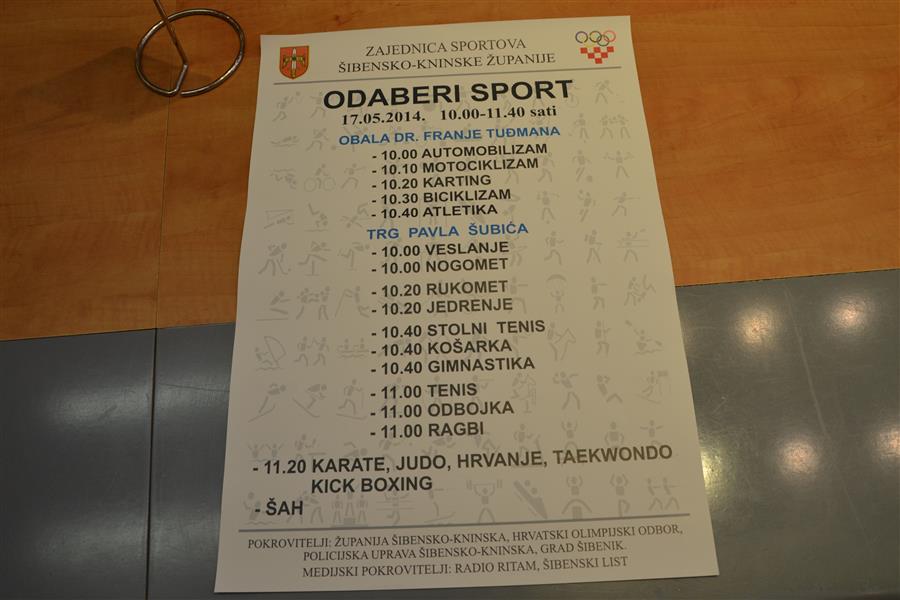 ZAJEDNICA SPORTOVA
ŠIBENSKO-KNINSKE ŽUPANIJE
ODABERI SPORT
17.05.2014. 10.00-11.40 sati
OBALA DR. FRANJE TUĐMANA
- 10.00 AUTOMOBILIZAM
- 10.10 MOTOCIKLIZAM
- 10.20 KARTING
- 10.30 BICIKLIZAM
- 10.40 ATLETIKA
TRG PAVLA ŠUBIĆA
- 10.00 VESLANJE
- 10.00 NOGOMET
- 10.20 RUKOMET
- 10.20 JEDRENJE
- 10.40 STOLNI TENIS
- 10.40 KOŠARKA
- 10.40 GIMNASTIKA
- 11.00 TENIS
- 11.00 ODBOJKA
- 11.00 RAGBI
- 11.20 KARATE, JUDO, HRVANJE, TAEKWONDO
KICK BOXING
- ŠAH
POKROVITELJI: ŽUPANIJA ŠIBENSKO-KNINSKA, HRVATSKI OLIMPIJSKI ODBOR,
POLICIJSKA UPRAVA ŠIBENSKO-KNINSKA, GRAD ŠIBENIK.
MEDIJSKI POKROVITELJI: RADIO RITAM, ŠIBENSKI LIST